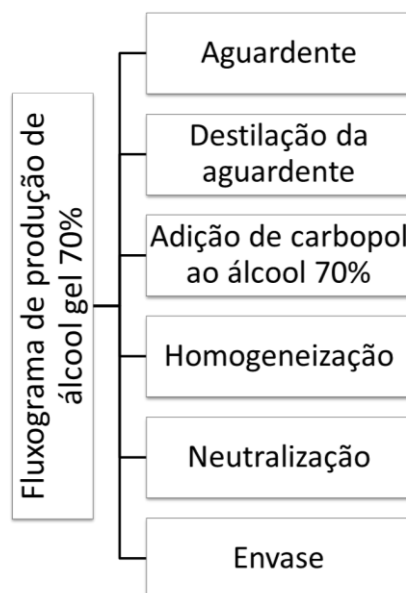 Fluxograma de produção de
álcool gel 70%
Aguardente
Destilação da
aguardente
Adição de carbopol
ao álcool 70%
Homogeneização
Neutralização
Envase